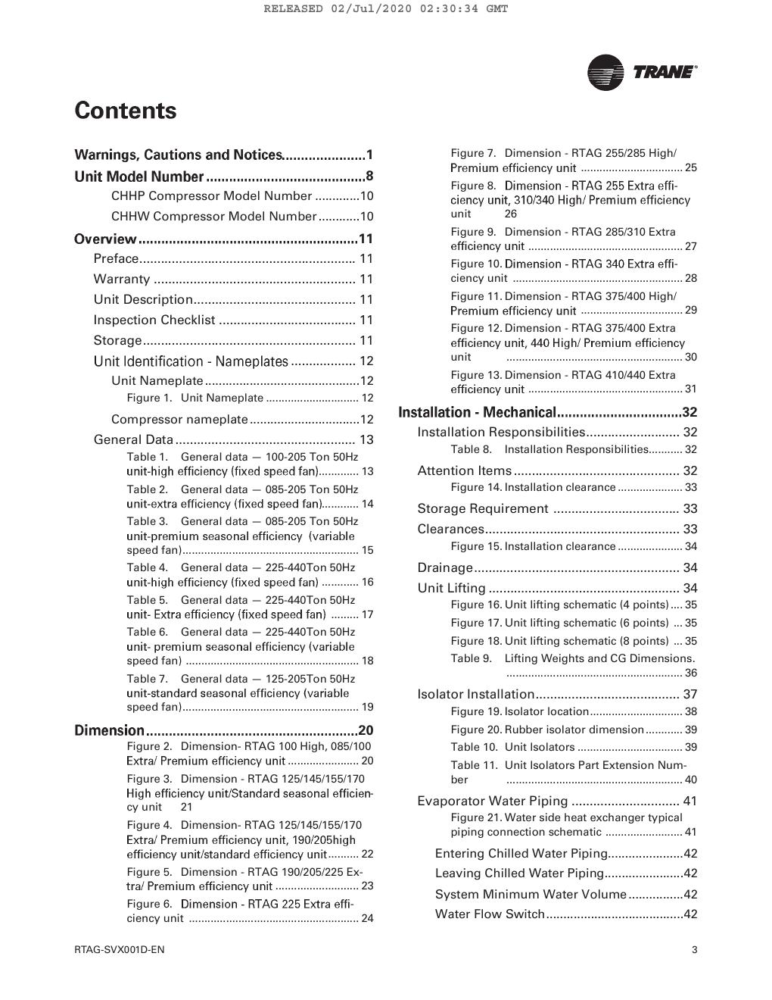 RELEASED 02/Jul/2020 02:30:34 GMT
TRANE®
Contents
Warnings, Cautions and Notices......................1
Unit Model Number..........................................8
CHHP Compressor Model Number .............10
CHHW Compressor Model Number............10
Overview.........................................................11
Preface............................................................ 11
Warranty ........................................................ 11
Unit Description............................................. 11
Inspection Checklist ...................................... 11
Storage........................................................... 11
Unit Identification - Nameplates .................. 12
Unit Nameplate.............................................12
Figure 1. Unit Nameplate .............................. 12
Compressor nameplate................................12
General Data.................................................. 13
Table 1. General data — 100-205 Ton 50Hz
unit-high efficiency (fixed speed fan)............. 13
Table 2. General data — 085-205 Ton 50Hz
unit-extra efficiency (fixed speed fan)............ 14
Table 3. General data — 085-205 Ton 50Hz
unit-premium seasonal efficiency (variable
speed fan)......................................................... 15
Table 4. General data — 225-440Ton 50Hz
unit-high efficiency (fixed speed fan) ............ 16
Table 5. General data — 225-440Ton 50Hz
unit- Extra efficiency (fixed speed fan) ......... 17
Table 6. General data — 225-440Ton 50Hz
unit- premium seasonal efficiency (variable
speed fan) ........................................................ 18
Table 7. General data — 125-205Ton 50Hz
unit-standard seasonal efficiency (variable
speed fan)......................................................... 19
Dimension........................................................20
Figure 2. Dimension- RTAG 100 High, 085/100
Extra/ Premium efficiency unit ....................... 20
Figure 3. Dimension - RTAG 125/145/155/170
High efficiency unit/Standard seasonal efficien-
cy unit 21
Figure 4. Dimension- RTAG 125/145/155/170
Extra/ Premium efficiency unit, 190/205high
efficiency unit/standard efficiency unit.......... 22
Figure 5. Dimension - RTAG 190/205/225 Ex-
tra/ Premium efficiency unit ........................... 23
Figure 6. Dimension - RTAG 225 Extra effi-
ciency unit ....................................................... 24
Figure 7. Dimension - RTAG 255/285 High/
Premium efficiency unit ................................. 25
Figure 8. Dimension - RTAG 255 Extra effi-
ciency unit, 310/340 High/ Premium efficiency
unit 26
Figure 9. Dimension - RTAG 285/310 Extra
efficiency unit .................................................. 27
Figure 10. Dimension - RTAG 340 Extra effi-
ciency unit ....................................................... 28
Figure 11. Dimension - RTAG 375/400 High/
Premium efficiency unit ................................. 29
Figure 12. Dimension - RTAG 375/400 Extra
efficiency unit, 440 High/ Premium efficiency
unit ......................................................... 30
Figure 13. Dimension - RTAG 410/440 Extra
efficiency unit .................................................. 31
Installation - Mechanical.................................32
Installation Responsibilities.......................... 32
Table 8. Installation Responsibilities........... 32
Attention Items.............................................. 32
Figure 14. Installation clearance ..................... 33
Storage Requirement ................................... 33
Clearances...................................................... 33
Figure 15. Installation clearance ..................... 34
Drainage......................................................... 34
Unit Lifting ..................................................... 34
Figure 16. Unit lifting schematic (4 points).... 35
Figure 17. Unit lifting schematic (6 points) ... 35
Figure 18. Unit lifting schematic (8 points) ... 35
Table 9. Lifting Weights and CG Dimensions.
......................................................... 36
Isolator Installation........................................ 37
Figure 19. Isolator location.............................. 38
Figure 20. Rubber isolator dimension............ 39
Table 10. Unit Isolators .................................. 39
Table 11. Unit Isolators Part Extension Num-
ber ......................................................... 40
Evaporator Water Piping .............................. 41
Figure 21. Water side heat exchanger typical
piping connection schematic ......................... 41
Entering Chilled Water Piping......................42
Leaving Chilled Water Piping.......................42
System Minimum Water Volume................42
Water Flow Switch........................................42
RTAG-SVX001D-EN
3